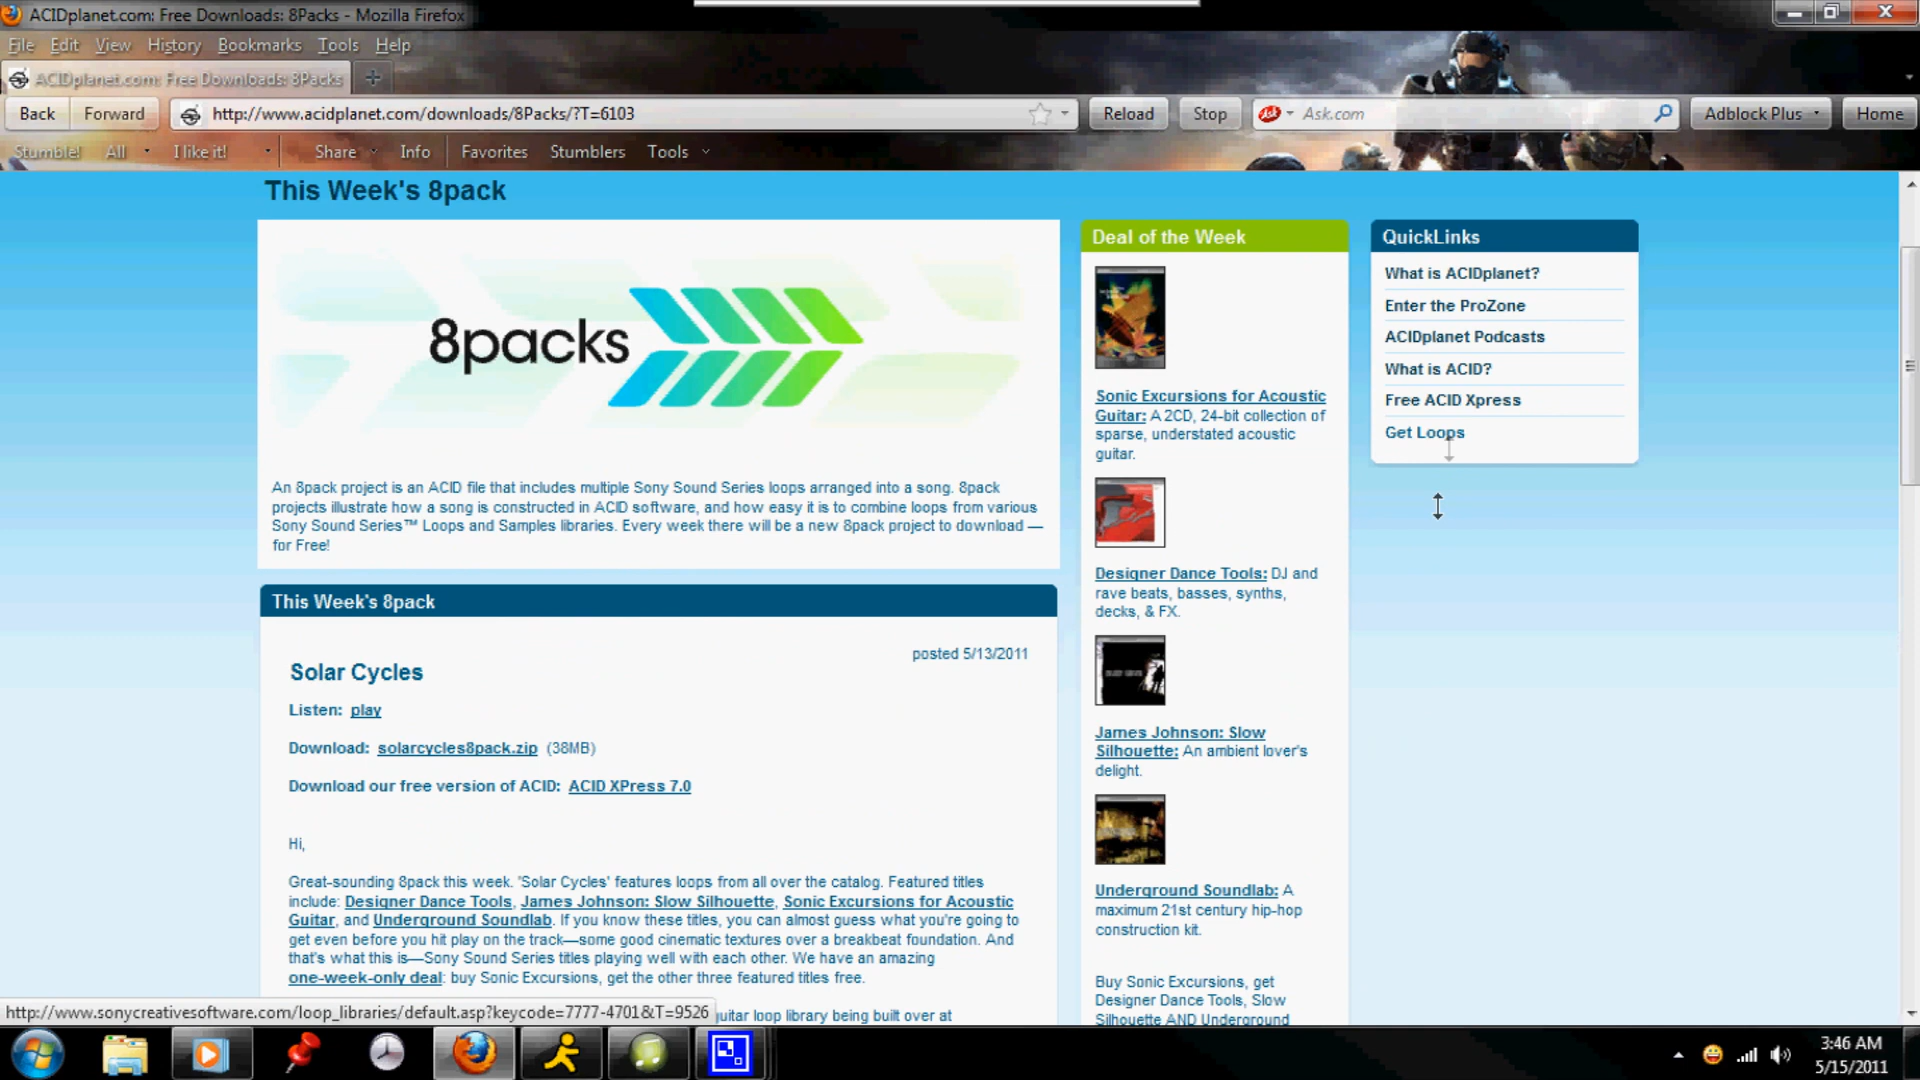 ACIDplanet.com: Free Downloads: 8Packs - Mozilla Firefox
File Edit View History Bookmarks Tools Help
ACIDplanet.com: Free Downloads: 8Packs
Back Forward http://www.acidplanet.com/downloads/8Packs/?T=6103 Reload Stop Ask Ask.com Adblock Plus Home
Stumble! All I like it! Share Info Favorites Stumblers Tools
This Week's 8pack
8packs
An 8pack project is an ACID file that includes multiple Sony Sound Series loops arranged into a song. 8pack
projects illustrate how a song is constructed in ACID software, and how easy it is to combine loops from various
Sony Sound Series™ Loops and Samples libraries. Every week there will be a new 8pack project to download —
for Free!
This Week's 8pack
posted 5/13/2011
Solar Cycles
Listen: play
Download: solarcycles8pack.zip (38MB)
Download our free version of ACID: ACID XPress 7.0
Hi,
Great-sounding 8pack this week. 'Solar Cycles' features loops from all over the catalog. Featured titles
include: Designer Dance Tools, James Johnson: Slow Silhouette, Sonic Excursions for Acoustic
Guitar, and Underground Soundlab. If you know these titles, you can almost guess what you're going to
get even before you hit play on the track—some good cinematic textures over a breakbeat foundation. And
that's what this is—Sony Sound Series titles playing well with each other. We have an amazing
one-week-only deal: buy Sonic Excursions, get the other three featured titles free.
guitar loop library being built over at
Deal of the Week
Sonic Excursions for Acoustic
Guitar: A 2CD, 24-bit collection of
sparse, understated acoustic
guitar.
Designer Dance Tools: DJ and
rave beats, basses, synths,
decks, & FX.
James Johnson: Slow
Silhouette: An ambient lover's
delight.
Underground Soundlab: A
maximum 21st century hip-hop
construction kit.
Buy Sonic Excursions, get
Designer Dance Tools, Slow
Silhouette AND Underground
QuickLinks
What is ACIDplanet?
Enter the ProZone
ACIDplanet Podcasts
What is ACID?
Free ACID Xpress
Get Loops
http://www.sonycreativesoftware.com/loop_libraries/default.asp?keycode=7777-4701&T=9526
3:46 AM
5/15/2011